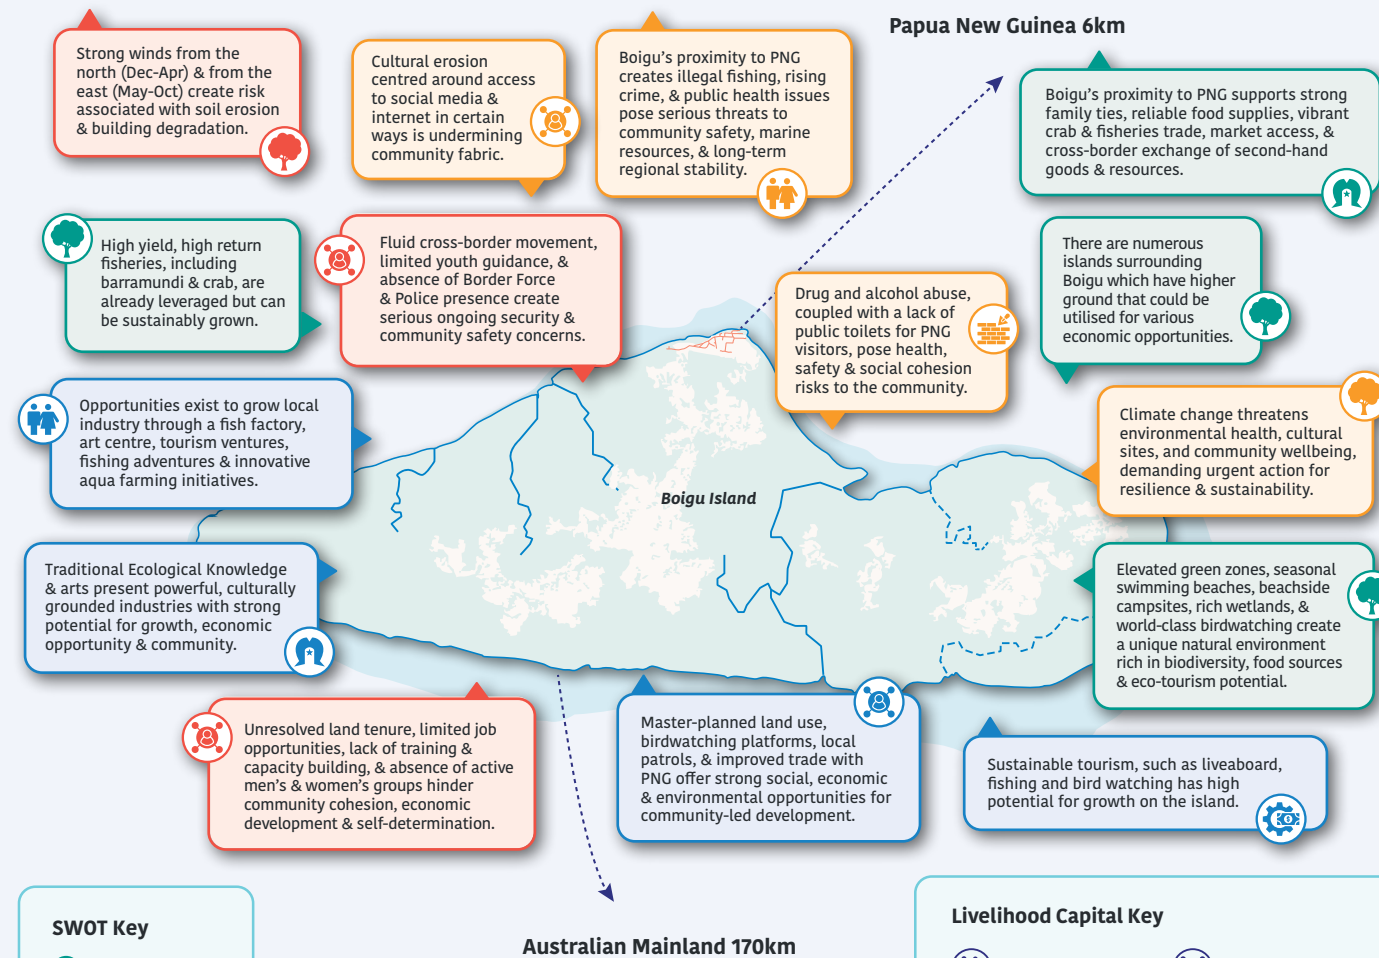 Papua New Guinea 6km
Strong winds from the
north (Dec-Apr) & from the
east (May-Oct) create risk
associated with soil erosion
& building degradation.
Cultural erosion
centred around access
to social media &
internet in certain
ways is undermining
community fabric.
Boigu's proximity to PNG
creates illegal fishing, rising
crime, & public health issues
pose serious threats to
community safety, marine
resources, & long-term
regional stability.
Boigu's proximity to PNG supports strong
family ties, reliable food supplies, vibrant
crab & fisheries trade, market access, &
cross-border exchange of second-hand
goods & resources.
High yield, high return
fisheries, including
barramundi & crab, are
already leveraged but can
be sustainably grown.
Fluid cross-border movement,
limited youth guidance, &
absence of Border Force
& Police presence create
serious ongoing security &
community safety concerns.
Drug and alcohol abuse,
coupled with a lack of
public toilets for PNG
visitors, pose health,
safety & social cohesion
risks to the community.
There are numerous
islands surrounding
Boigu which have higher
ground that could be
utilised for various
economic opportunities.
Opportunities exist to grow local
industry through a fish factory,
art centre, tourism ventures,
fishing adventures & innovative
aqua farming initiatives.
Climate change threatens
environmental health, cultural
sites, and community wellbeing,
demanding urgent action for
resilience & sustainability.
Boigu Island
Traditional Ecological Knowledge
& arts present powerful, culturally
grounded industries with strong
potential for growth, economic
opportunity & community.
Elevated green zones, seasonal
swimming beaches, beachside
campsites, rich wetlands, &
world-class birdwatching create
a unique natural environment
rich in biodiversity, food sources
& eco-tourism potential.
Unresolved land tenure, limited job
opportunities, lack of training &
capacity building, & absence of active
men's & women's groups hinder
community cohesion, economic
development & self-determination.
Master-planned land use,
birdwatching platforms, local
patrols, & improved trade with
PNG offer strong social, economic
& environmental opportunities for
community-led development.
Sustainable tourism, such as liveaboard,
fishing and bird watching has high
potential for growth on the island.
SWOT Key
Australian Mainland 170km
Livelihood Capital Key